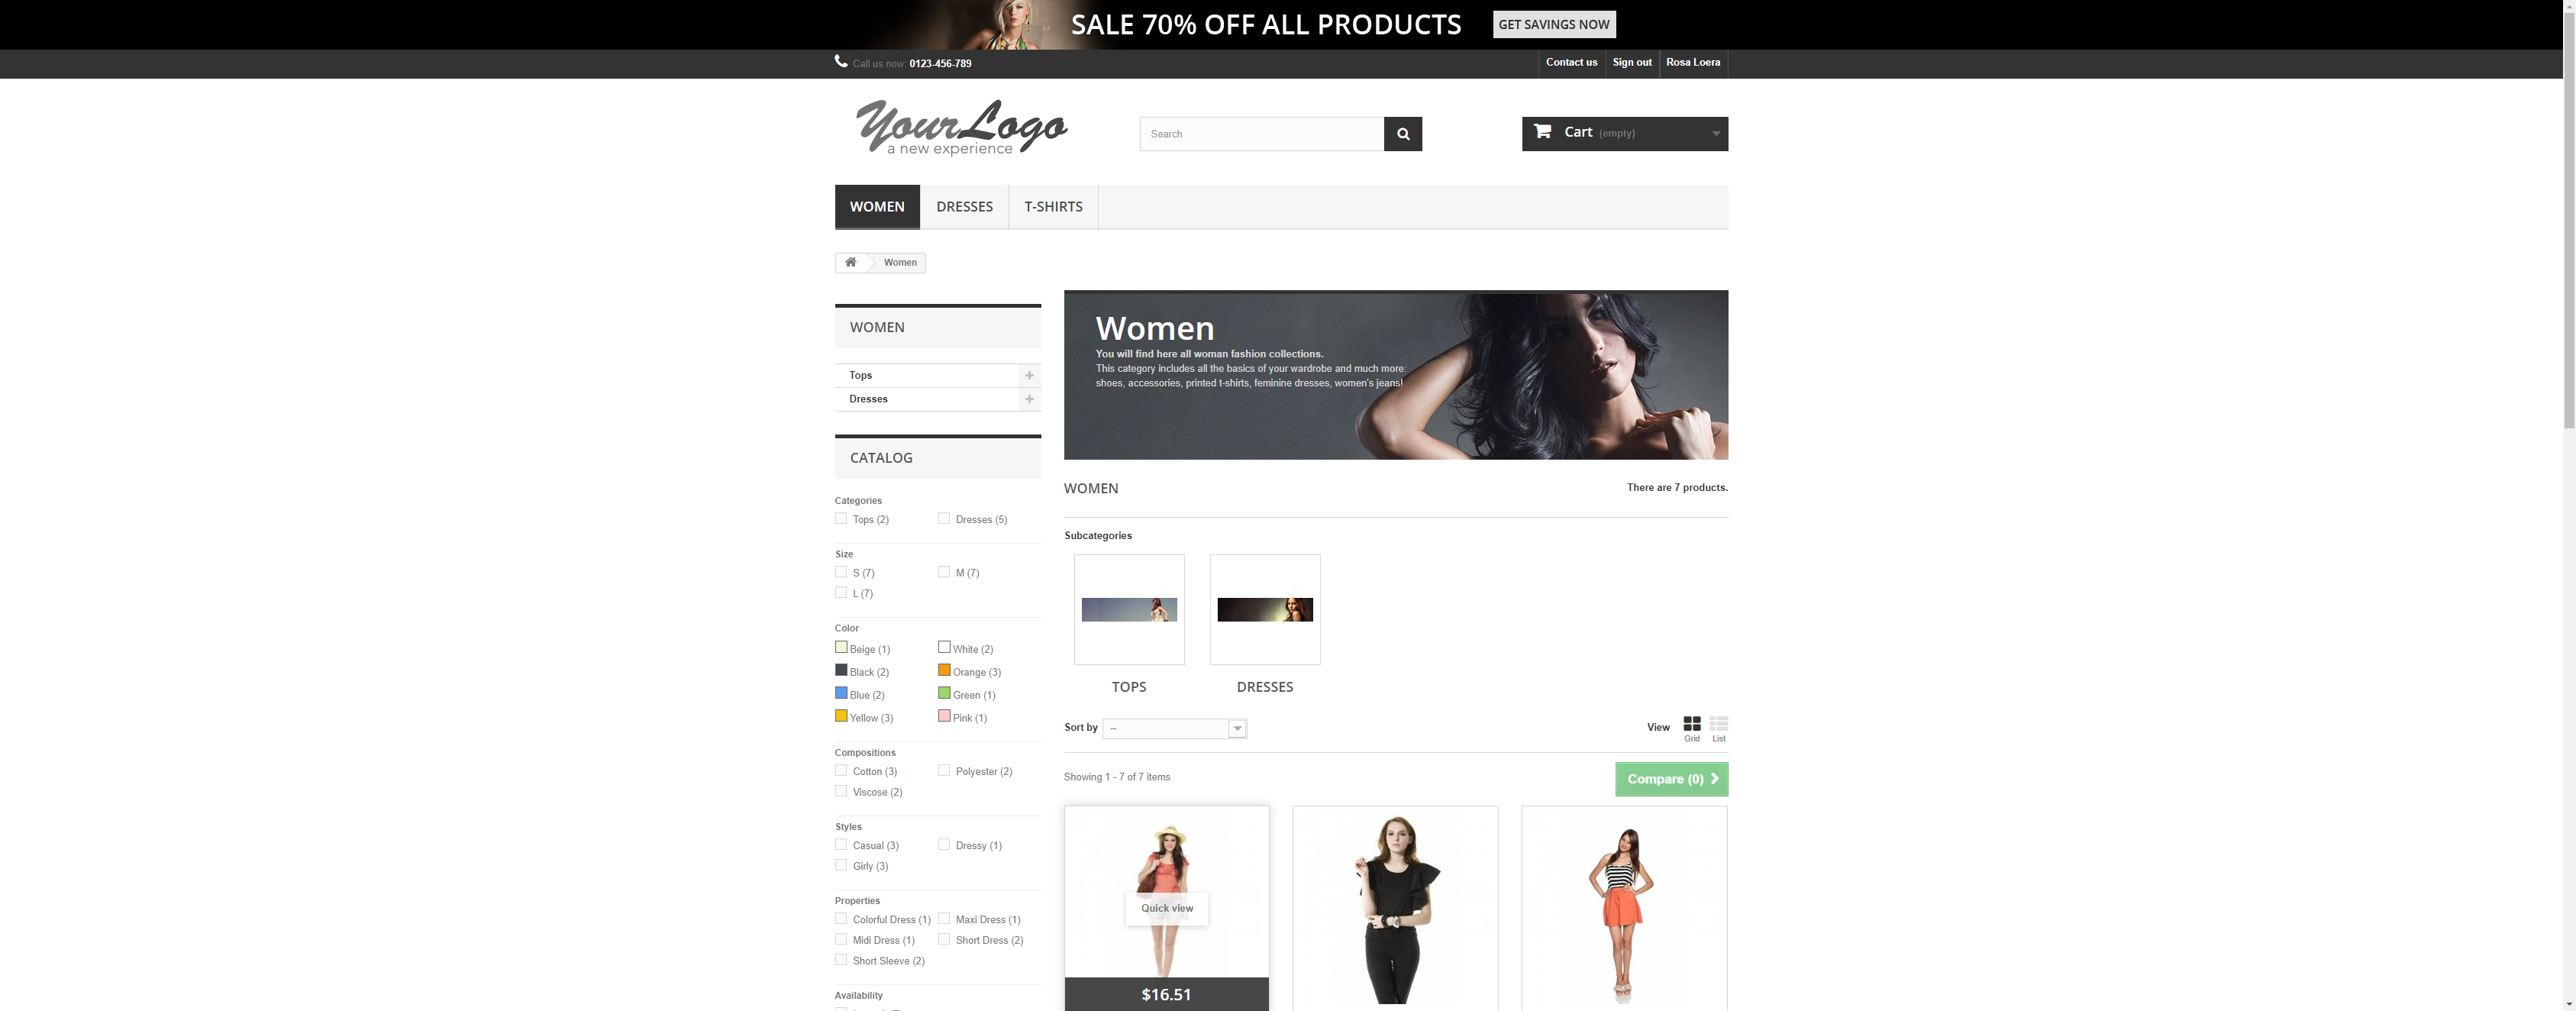 SALE 70% OFF ALL PRODUCTS
GET SAVINGS NOW
Call us now: 0123-456-789
Contact us
Sign out
Rosa Loera
YourLogo
a new experience
Search
Cart (empty)
WOMEN
DRESSES
T-SHIRTS
Women
WOMEN
Tops
Dresses
CATALOG
Categories
Tops (2)
Dresses (5)
Size
S (7)
M (7)
L (7)
Color
Beige (1)
White (2)
Black (2)
Orange (3)
Blue (2)
Green (1)
Yellow (3)
Pink (1)
Compositions
Cotton (3)
Polyester (2)
Viscose (2)
Styles
Casual (3)
Dressy (1)
Girly (3)
Properties
Colorful Dress (1)
Maxi Dress (1)
Midi Dress (1)
Short Dress (2)
Short Sleeve (2)
Availability
Women
You will find here all woman fashion collections.
This category includes all the basics of your wardrobe and much more:
shoes, accessories, printed t-shirts, feminine dresses, women's jeans!
WOMEN
There are 7 products.
Subcategories
TOPS
DRESSES
Sort by
--
View
Grid
List
Showing 1 - 7 of 7 items
Compare (0)
Quick view
$16.51